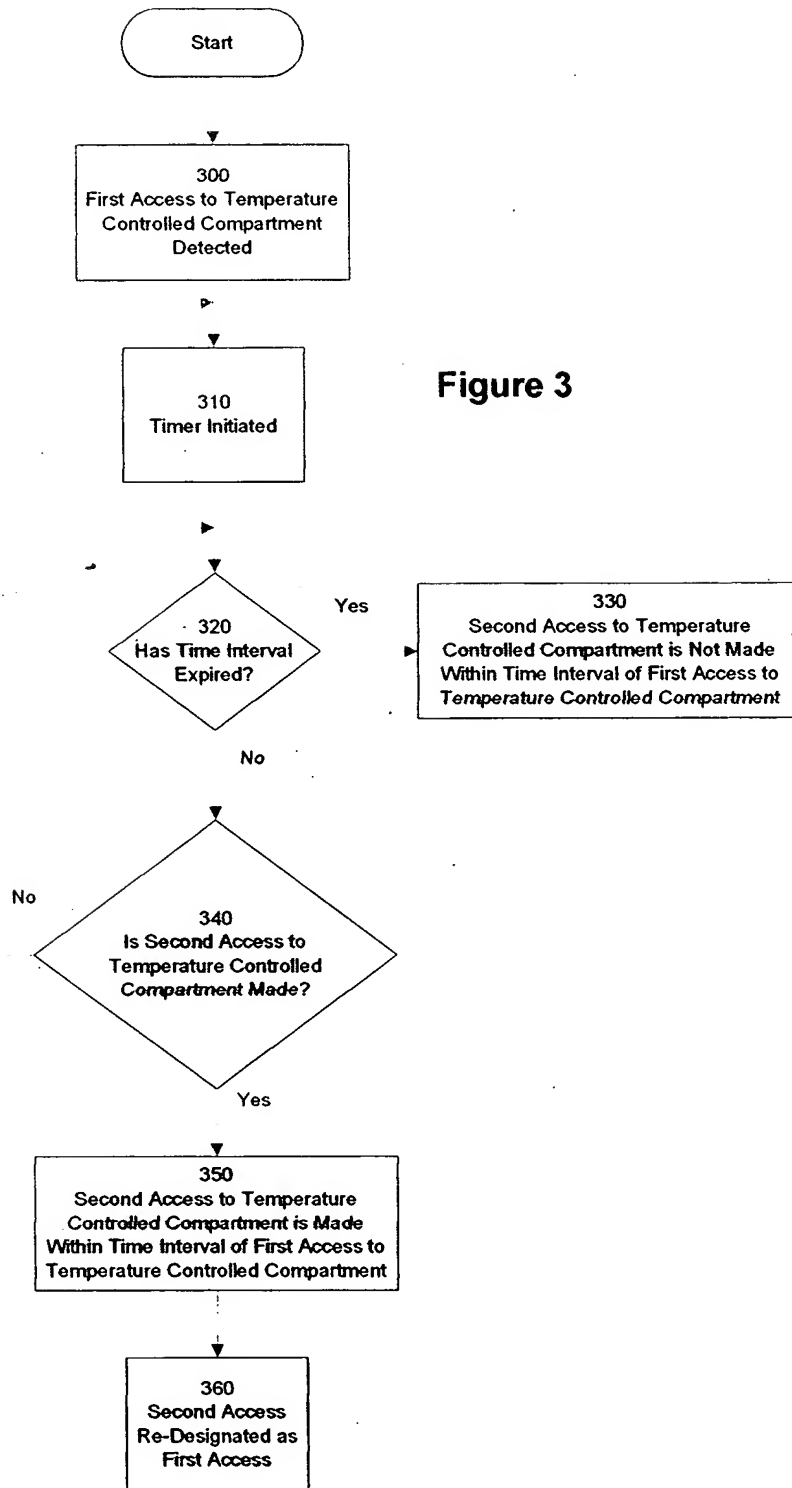 Start
300
First Access to Temperature
Controlled Compartment
Detected
310
Timer Initiated
Figure 3
320
Has Time Interval
Expired?
Yes
330
Second Access to Temperature
Controlled Compartment is Not Made
Within Time Interval of First Access to
Temperature Controlled Compartment
No
No
340
Is Second Access to
Temperature Controlled
Compartment Made?
Yes
350
Second Access to Temperature
Controlled Compartment is Made
Within Time Interval of First Access to
Temperature Controlled Compartment
360
Second Access
Re-Designated as
First Access